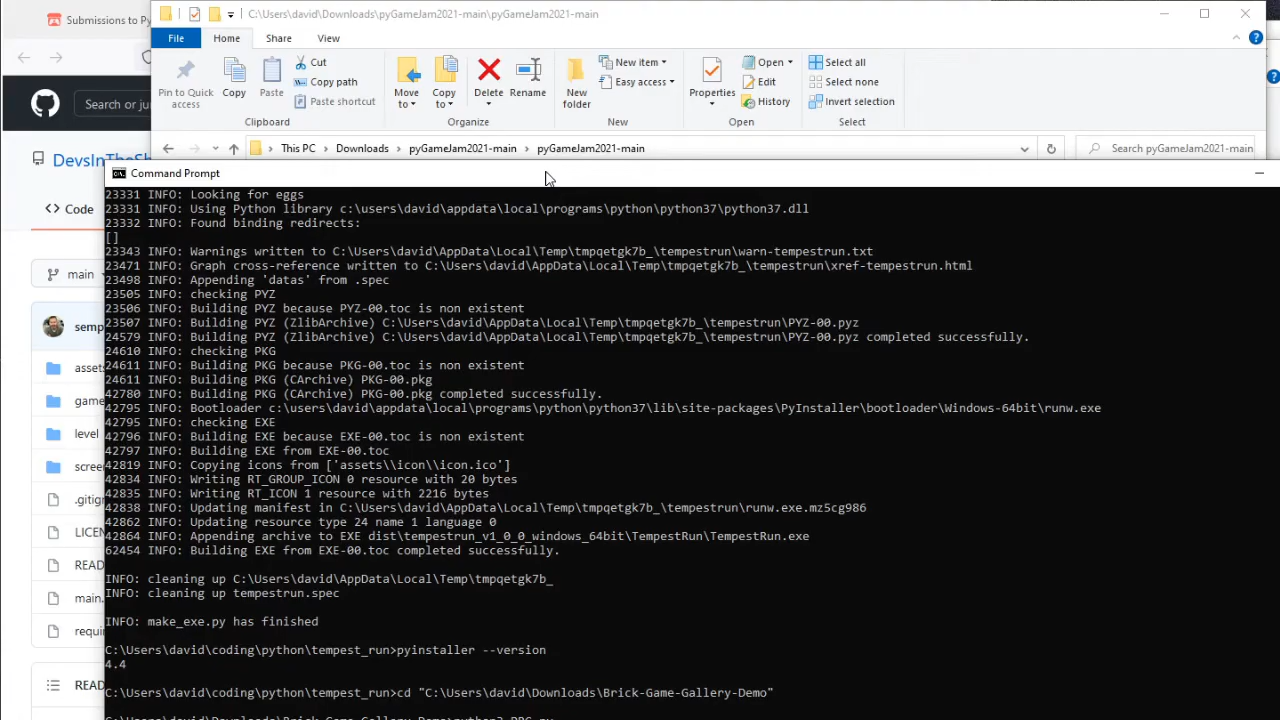 Submissions to Py
C:\Users\david\Downloads\pyGameJam2021-main\pyGameJam2021-main
File
Home
Share
View
Pin to Quick
access
Copy
Paste
Cut
Copy path
Paste shortcut
Clipboard
Move
to
Copy
to
Delete
Rename
Organize
New
folder
New item
Easy access
New
Properties
Open
Edit
History
Open
Select all
Select none
Invert selection
Select
Search or ju
This PC
Downloads
pyGameJam2021-main
pyGameJam2021-main
Search pyGameJam2021-main
DevsInTheSh
Code
main
semp
assets
game
level
scree
.gitign
LICEN
READ
main.
requi
READ
Command Prompt
23331 INFO: Looking for eggs
23331 INFO: Using Python library c:\users\david\appdata\local\programs\python\python37\python37.dll
23332 INFO: Found binding redirects:
[]
23343 INFO: Warnings written to C:\Users\david\AppData\Local\Temp\tmpqetgk7b_\tempestrun\warn-tempestrun.txt
23471 INFO: Graph cross-reference written to C:\Users\david\AppData\Local\Temp\tmpqetgk7b_\tempestrun\xref-tempestrun.html
23498 INFO: Appending 'datas' from .spec
23505 INFO: checking PYZ
23506 INFO: Building PYZ because PYZ-00.toc is non existent
23507 INFO: Building PYZ (ZlibArchive) C:\Users\david\AppData\Local\Temp\tmpqetgk7b_\tempestrun\PYZ-00.pyz
24579 INFO: Building PYZ (ZlibArchive) C:\Users\david\AppData\Local\Temp\tmpqetgk7b_\tempestrun\PYZ-00.pyz completed successfully.
24610 INFO: checking PKG
24611 INFO: Building PKG because PKG-00.toc is non existent
24611 INFO: Building PKG (CArchive) PKG-00.pkg
42780 INFO: Building PKG (CArchive) PKG-00.pkg completed successfully.
42795 INFO: Bootloader c:\users\david\appdata\local\programs\python\python37\lib\site-packages\PyInstaller\bootloader\Windows-64bit\runw.exe
42795 INFO: checking EXE
42796 INFO: Building EXE because EXE-00.toc is non existent
42797 INFO: Building EXE from EXE-00.toc
42819 INFO: Copying icons from ['assets\\icon\\icon.ico']
42834 INFO: Writing RT_GROUP_ICON 0 resource with 20 bytes
42835 INFO: Writing RT_ICON 1 resource with 2216 bytes
42838 INFO: Updating manifest in C:\Users\david\AppData\Local\Temp\tmpqetgk7b_\tempestrun\runw.exe.mz5cg986
42862 INFO: Updating resource type 24 name 1 language 0
42864 INFO: Appending archive to EXE dist\tempestrun_v1_0_0_windows_64bit\TempestRun\TempestRun.exe
62454 INFO: Building EXE from EXE-00.toc completed successfully.
INFO: cleaning up C:\Users\david\AppData\Local\Temp\tmpqetgk7b_
INFO: cleaning up tempestrun.spec
INFO: make_exe.py has finished
C:\Users\david\coding\python\tempest_run>pyinstaller --version
4.4
C:\Users\david\coding\python\tempest_run>cd "C:\Users\david\Downloads\Brick-Game-Gallery-Demo"